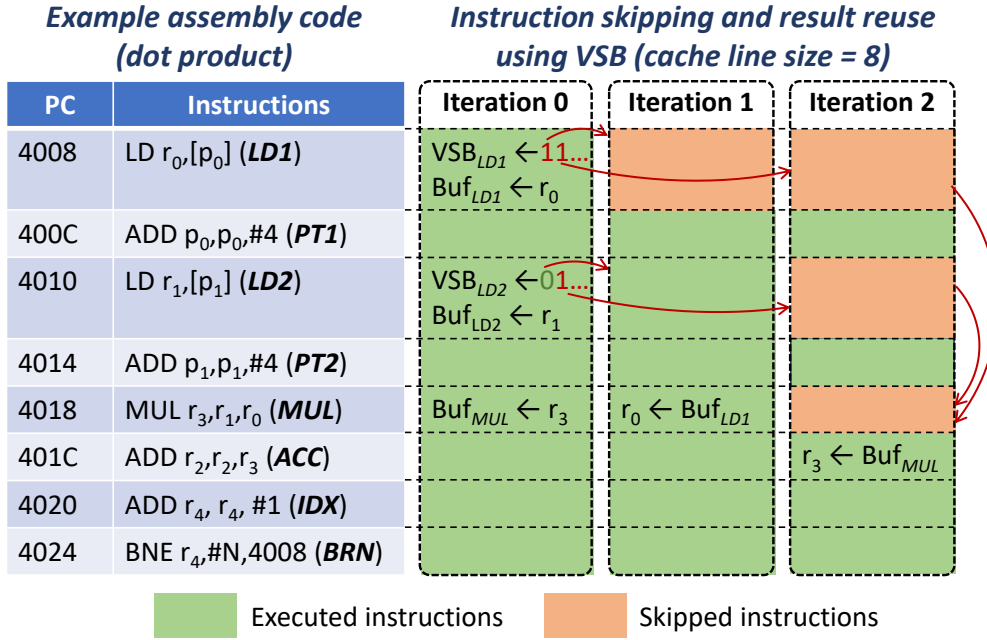 Example assembly code
(dot product)
Instruction skipping and result reuse
using VSB (cache line size = 8)
PC Instructions Iteration 0 Iteration 1 Iteration 2
4008 LD r0,[p0] (LD1) VSBLD1 ← 11...
BufLD1 ← r0
400C ADD p0,p0,#4 (PT1)
4010 LD r1,[p1] (LD2) VSBLD2 ← 01...
BufLD2 ← r1
4014 ADD p1,p1,#4 (PT2)
4018 MUL r3,r1,r0 (MUL) BufMUL ← r3 r0 ← BufLD1
401C ADD r2,r2,r3 (ACC) r3 ← BufMUL
4020 ADD r4, r4, #1 (IDX)
4024 BNE r4,#N,4008 (BRN)
Executed instructions Skipped instructions